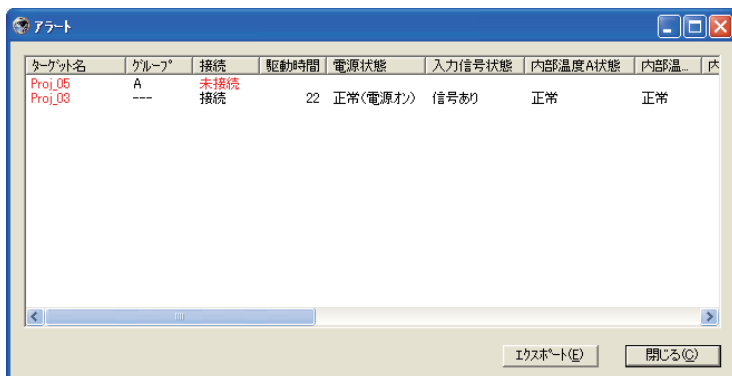 アラート
ターゲット名 グループ 接続 駆動時間 電源状態 入力信号状態 内部温度A状態 内部温... 内
Proj_05 A 未接続
Proj_03 --- 接続 22 正常(電源オン) 信号あり 正常 正常
エクスポート(E) 閉じる(C)